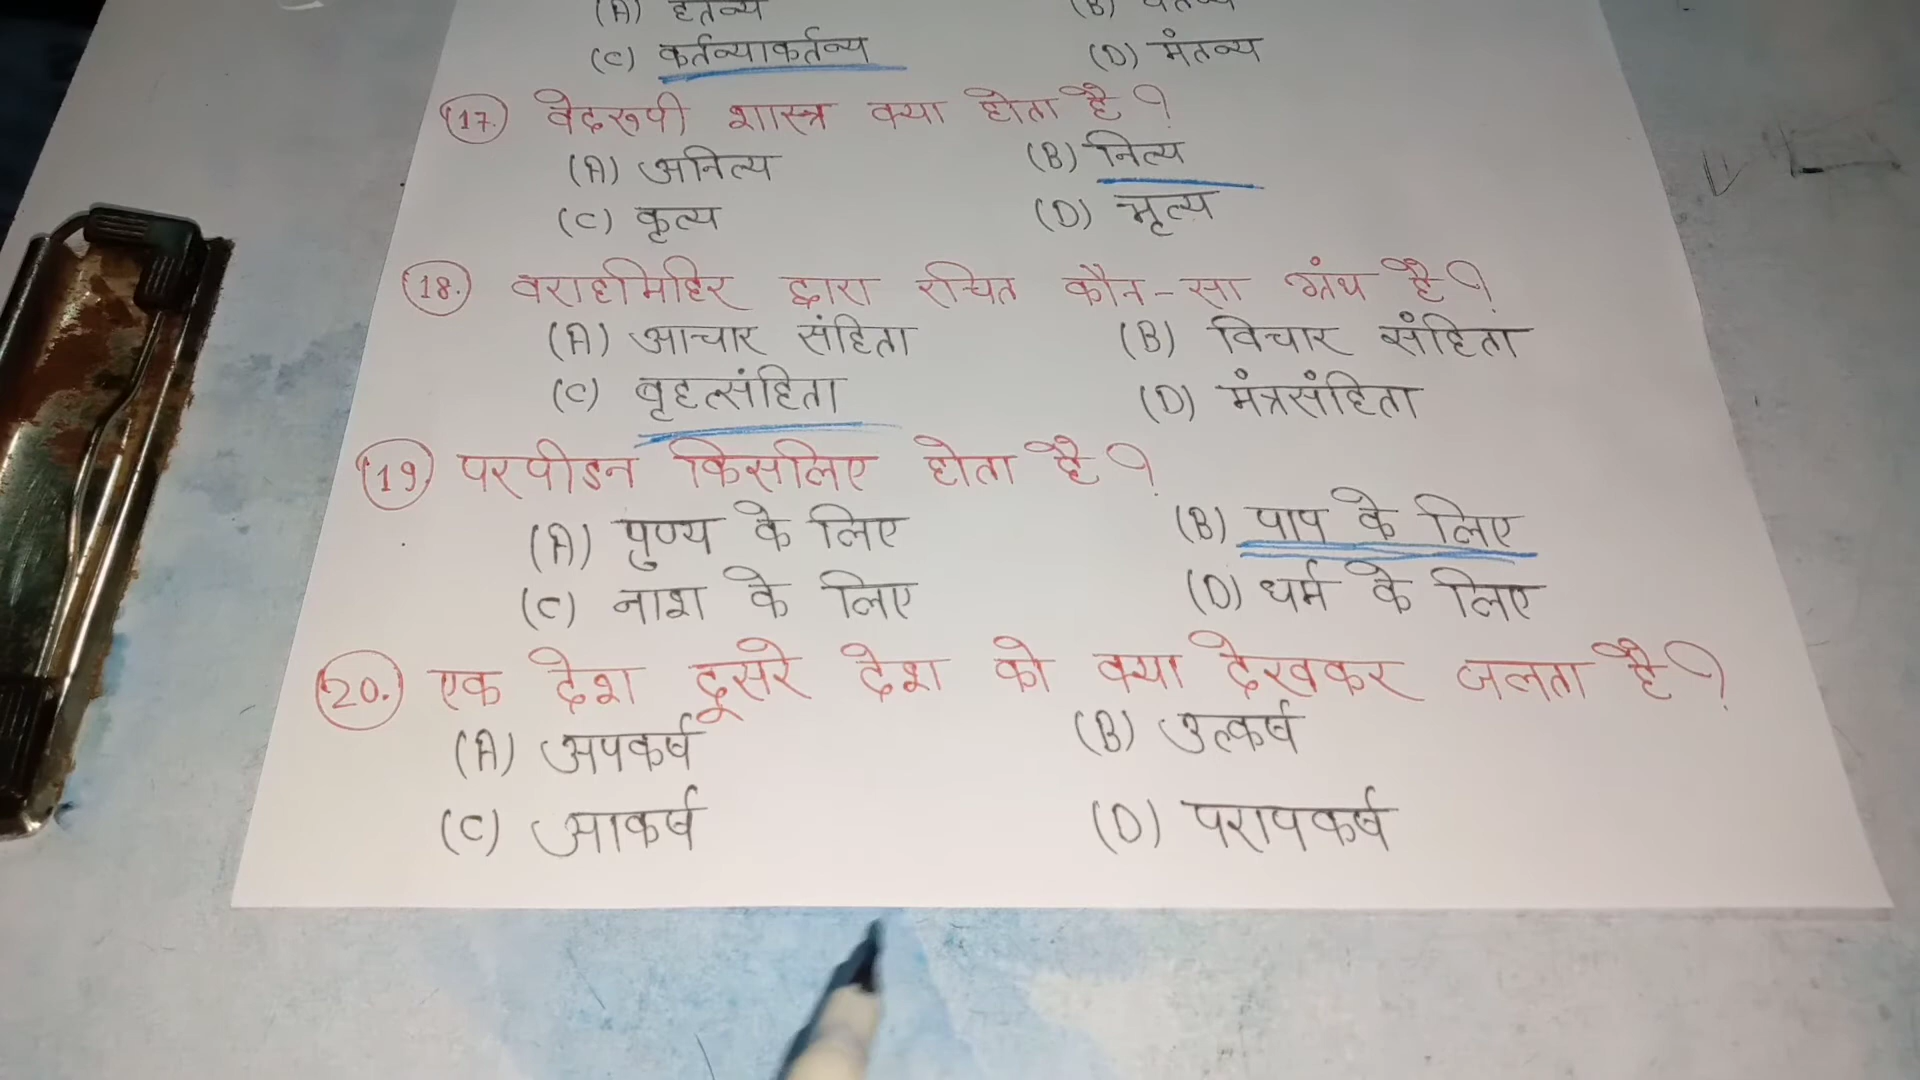 (A) हतव्य (B)
(C) कर्तव्याकर्तव्य (D) मंतव्य
17. वेदरूपी शास्त्र क्या होता है ?
(A) अनित्य (B) नित्य
(C) कृत्य (D) भृत्य
18. वराहमिहिर द्वारा रचित कौन-सा ग्रंथ है ?
(A) आचार संहिता (B) विचार संहिता
(C) बृहत्संहिता (D) मंत्रसंहिता
19. परपीडन किसलिए होता है ?
(A) पुण्य के लिए (B) पाप के लिए
(C) नाश के लिए (D) धर्म के लिए
20. एक देश दूसरे देश को क्या देखकर जलता है ?
(A) अपकर्ष (B) उत्कर्ष
(C) आकर्ष (D) परापकर्ष